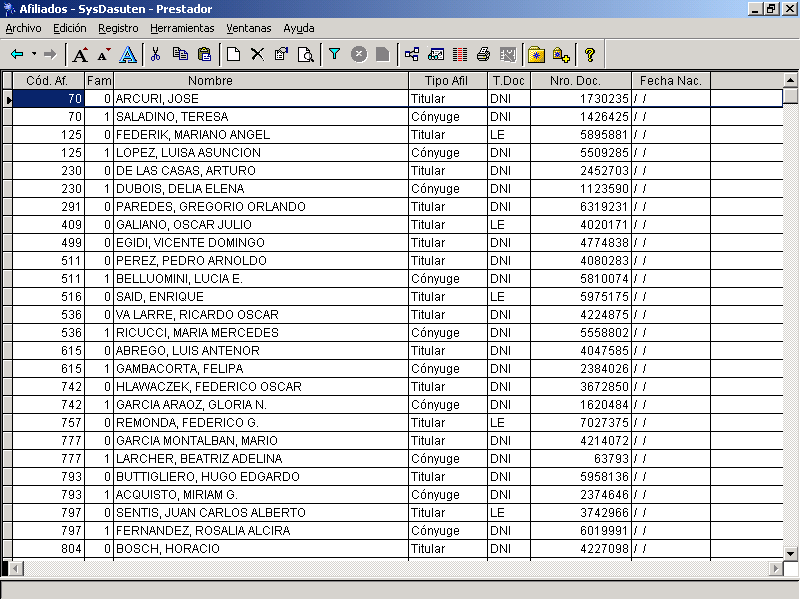 Afiliados - SysDasuten - Prestador
Archivo Edición Registro Herramientas Ventanas Ayuda
Cód. Af. Fam Nombre Tipo Afil T.Doc Nro. Doc. Fecha Nac.
70 0 ARCURI, JOSE Titular DNI 1730235 / /
70 1 SALADINO, TERESA Cónyuge DNI 1426425 / /
125 0 FEDERIK, MARIANO ANGEL Titular LE 5895881 / /
125 1 LOPEZ, LUISA ASUNCION Cónyuge DNI 5509285 / /
230 0 DE LAS CASAS, ARTURO Titular DNI 2452703 / /
230 1 DUBOIS, DELIA ELENA Cónyuge DNI 1123590 / /
291 0 PAREDES, GREGORIO ORLANDO Titular DNI 6319231 / /
409 0 GALIANO, OSCAR JULIO Titular LE 4020171 / /
499 0 EGIDI, VICENTE DOMINGO Titular DNI 4774838 / /
511 0 PEREZ, PEDRO ARNOLDO Titular DNI 4080283 / /
511 1 BELLUOMINI, LUCIA E. Cónyuge DNI 5810074 / /
516 0 SAID, ENRIQUE Titular LE 5975175 / /
536 0 VA LARRE, RICARDO OSCAR Titular DNI 4224875 / /
536 1 RICUCCI, MARIA MERCEDES Cónyuge DNI 5558802 / /
615 0 ABREGO, LUIS ANTENOR Titular DNI 4047585 / /
615 1 GAMBACORTA, FELIPA Cónyuge DNI 2384026 / /
742 0 HLAWACZEK, FEDERICO OSCAR Titular DNI 3672850 / /
742 1 GARCIA ARAOZ, GLORIA N. Cónyuge DNI 1620484 / /
757 0 REMONDA, FEDERICO G. Titular LE 7027375 / /
777 0 GARCIA MONTALBAN, MARIO Titular DNI 4214072 / /
777 1 LARCHER, BEATRIZ ADELINA Cónyuge DNI 63793 / /
793 0 BUTTIGLIERO, HUGO EDGARDO Titular DNI 5958136 / /
793 1 ACQUISTO, MIRIAM G. Cónyuge DNI 2374646 / /
797 0 SENTIS, JUAN CARLOS ALBERTO Titular LE 3742966 / /
797 1 FERNANDEZ, ROSALIA ALCIRA Cónyuge DNI 6019991 / /
804 0 BOSCH, HORACIO Titular DNI 4227098 / /